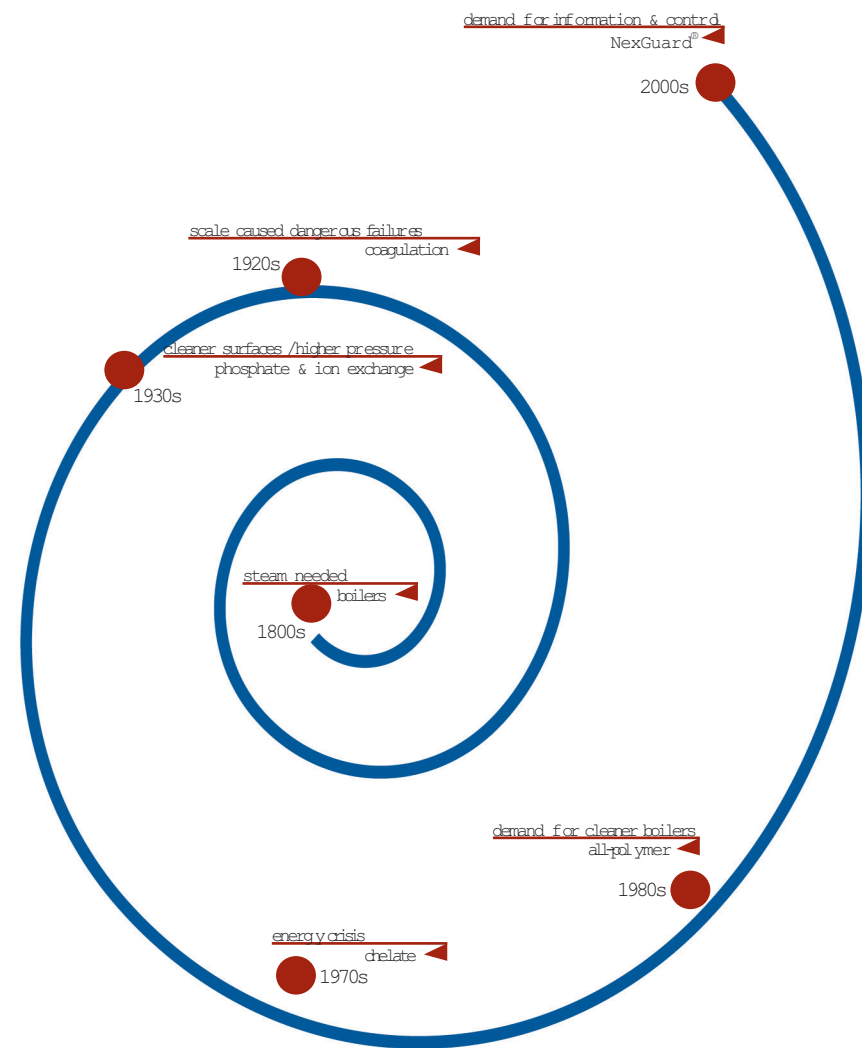 demand for information & control
NexGuard®
2000s
scale caused dangerous failures
coagulation
1920s
cleaner surfaces / higher pressure
phosphate & ion exchange
1930s
steam needed
boilers
1800s
demand for cleaner boilers
all-polymer
1980s
energy crisis
chelate
1970s